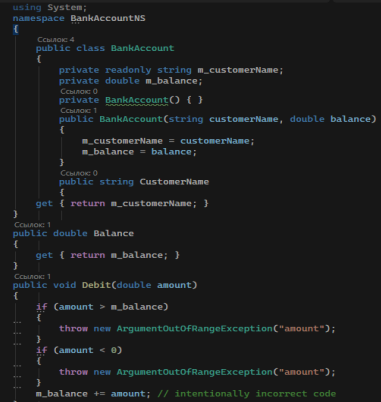 using System;
namespace BankAccountNS
{
Ссылок: 4
public class BankAccount
{
private readonly string m_customerName;
private double m_balance;
Ссылок: 0
private BankAccount() { }
Ссылок: 1
public BankAccount(string customerName, double balance)
{
m_customerName = customerName;
m_balance = balance;
}
Ссылок: 0
public string CustomerName
{
get { return m_customerName; }
}
Ссылок: 1
public double Balance
{
get { return m_balance; }
}
Ссылок: 1
public void Debit(double amount)
{
if (amount > m_balance)
{
throw new ArgumentOutOfRangeException("amount");
}
if (amount < 0)
{
throw new ArgumentOutOfRangeException("amount");
}
m_balance += amount; // intentionally incorrect code